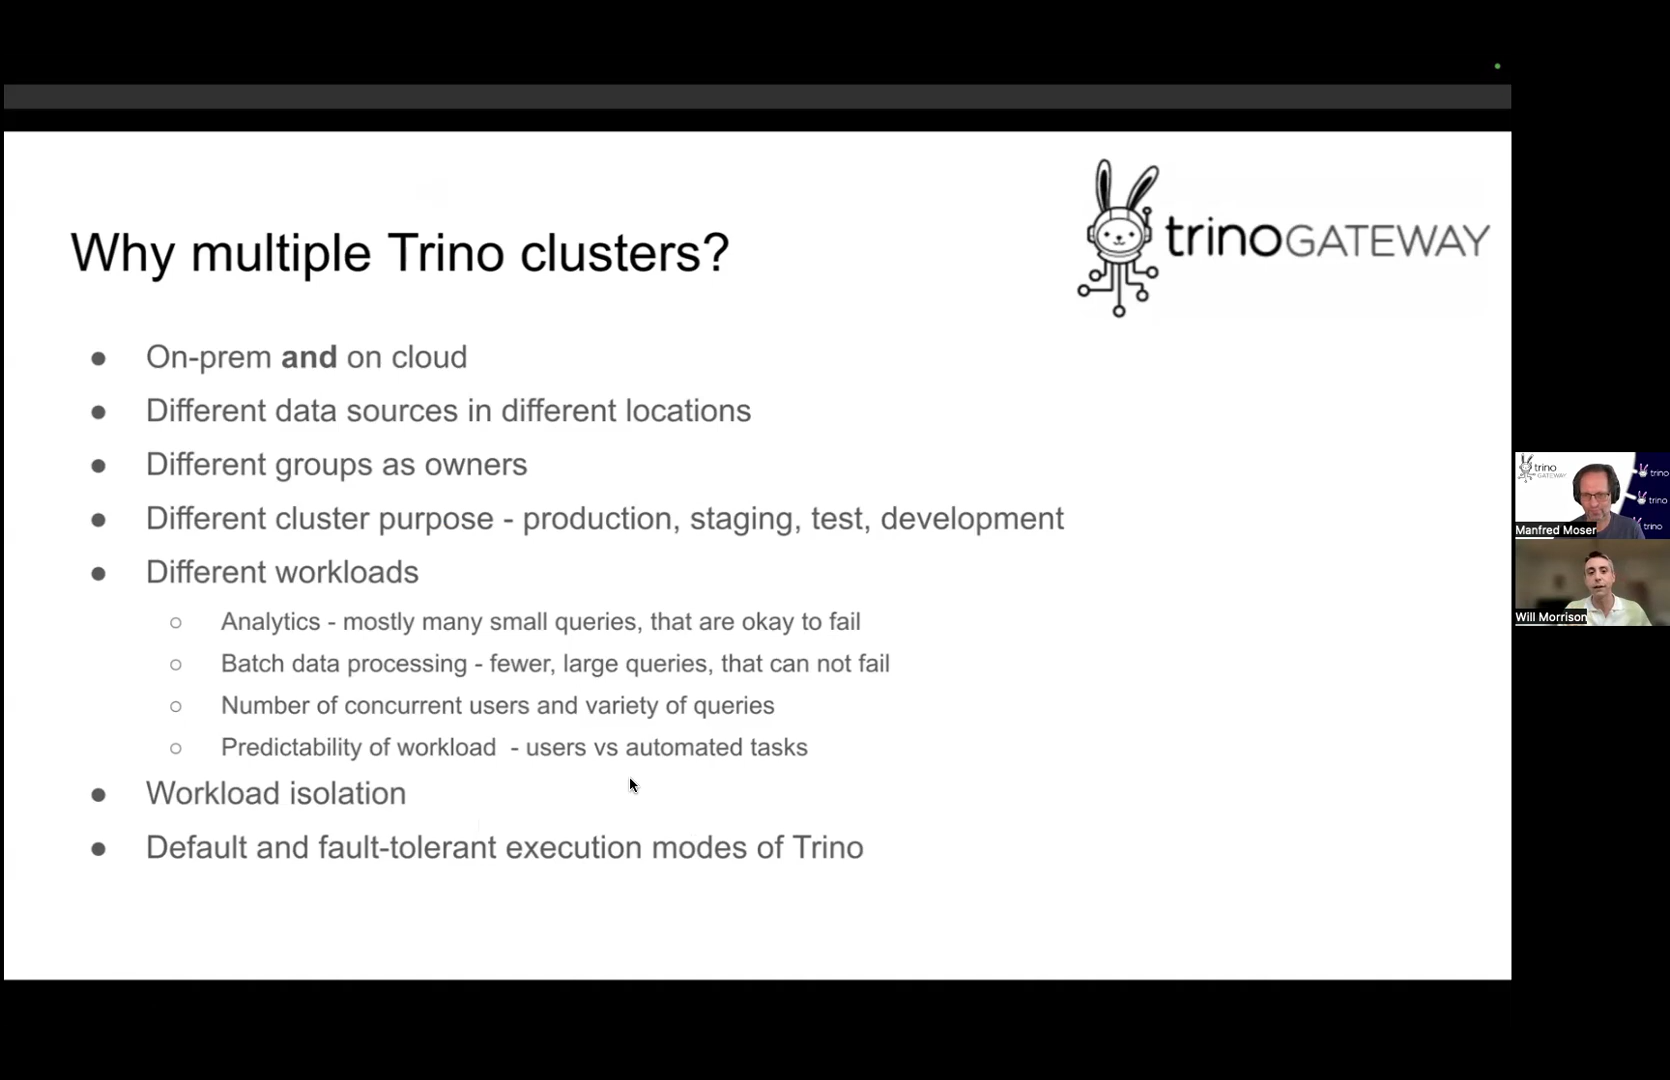 Why multiple Trino clusters?
trinoGATEWAY
● On-prem and on cloud
● Different data sources in different locations
● Different groups as owners
● Different cluster purpose - production, staging, test, development
● Different workloads
○ Analytics - mostly many small queries, that are okay to fail
○ Batch data processing - fewer, large queries, that can not fail
○ Number of concurrent users and variety of queries
○ Predictability of workload - users vs automated tasks
● Workload isolation
● Default and fault-tolerant execution modes of Trino
trino
GATEWAY
trino
trino
trino
Manfred Moser
Will Morrison